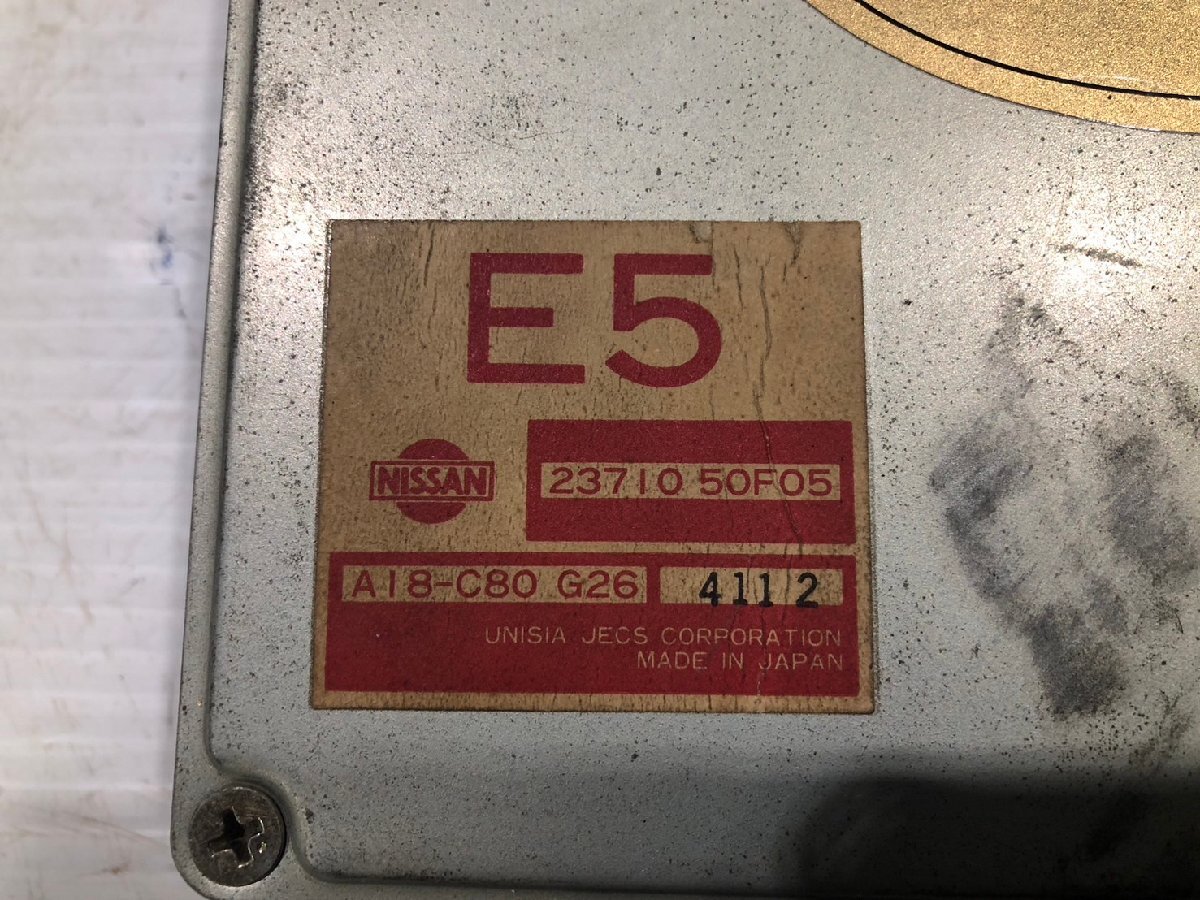 E5
NISSAN
23710 50F05
A18-C80 G26
4112
UNISIA JECS CORPORATION
MADE IN JAPAN